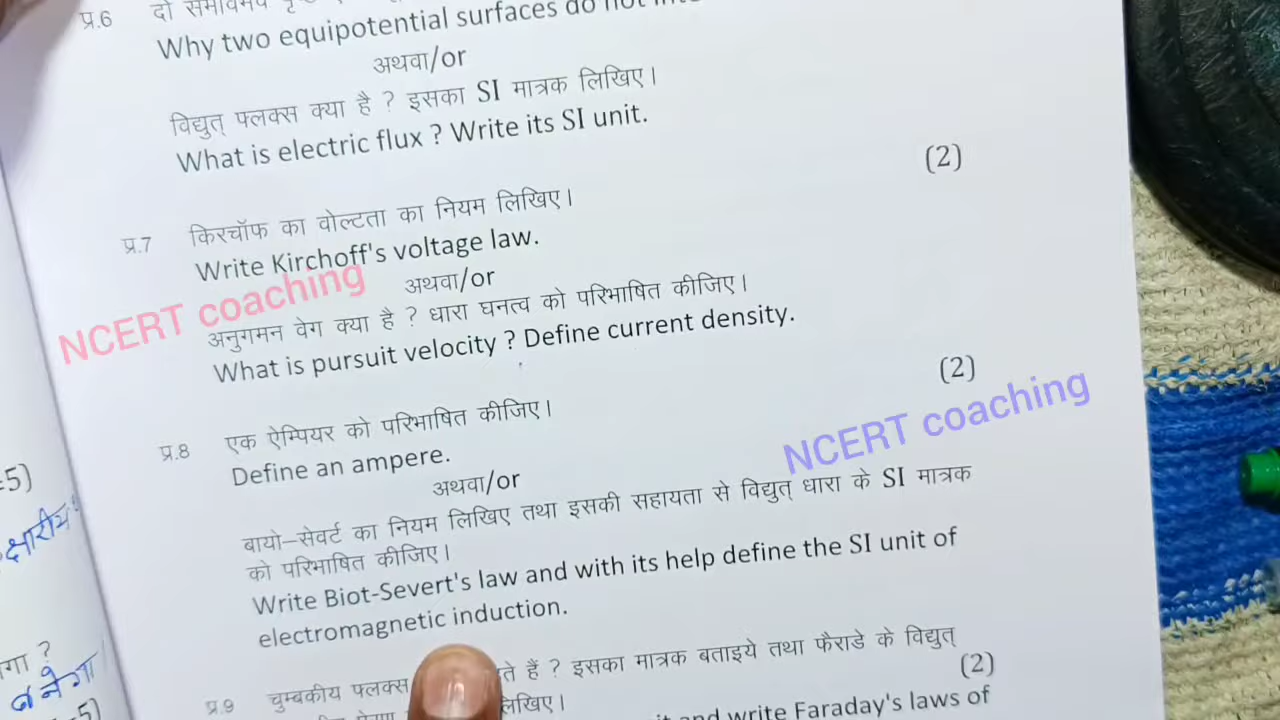 प्र.6 दो
Why two equipotential surfaces do not
अथवा/or
विद्युत् फ्लक्स क्या है ? इसका SI मात्रक लिखिए।
What is electric flux ? Write its SI unit.
(2)
प्र.7 किरचॉफ का वोल्टता का नियम लिखिए।
Write Kirchoff's voltage law.
अथवा/or
NCERT coaching
अनुगमन वेग क्या है ? धारा घनत्व को परिभाषित कीजिए।
What is pursuit velocity ? Define current density.
(2)
प्र.8 एक ऐम्पियर को परिभाषित कीजिए।
Define an ampere.
NCERT coaching
अथवा/or
बायो–सेवर्ट का नियम लिखिए तथा इसकी सहायता से विद्युत् धारा के SI मात्रक
को परिभाषित कीजिए।
Write Biot-Severt's law and with its help define the SI unit of
electromagnetic induction.
=5)
क्षारीय
प्र.9 चुम्बकीय फ्लक्स हैं ? इसका मात्रक बताइये तथा फैराडे के विद्युत्
(2)
लिखिए।
and write Faraday's laws of
गा ?
बनेगा
=5)